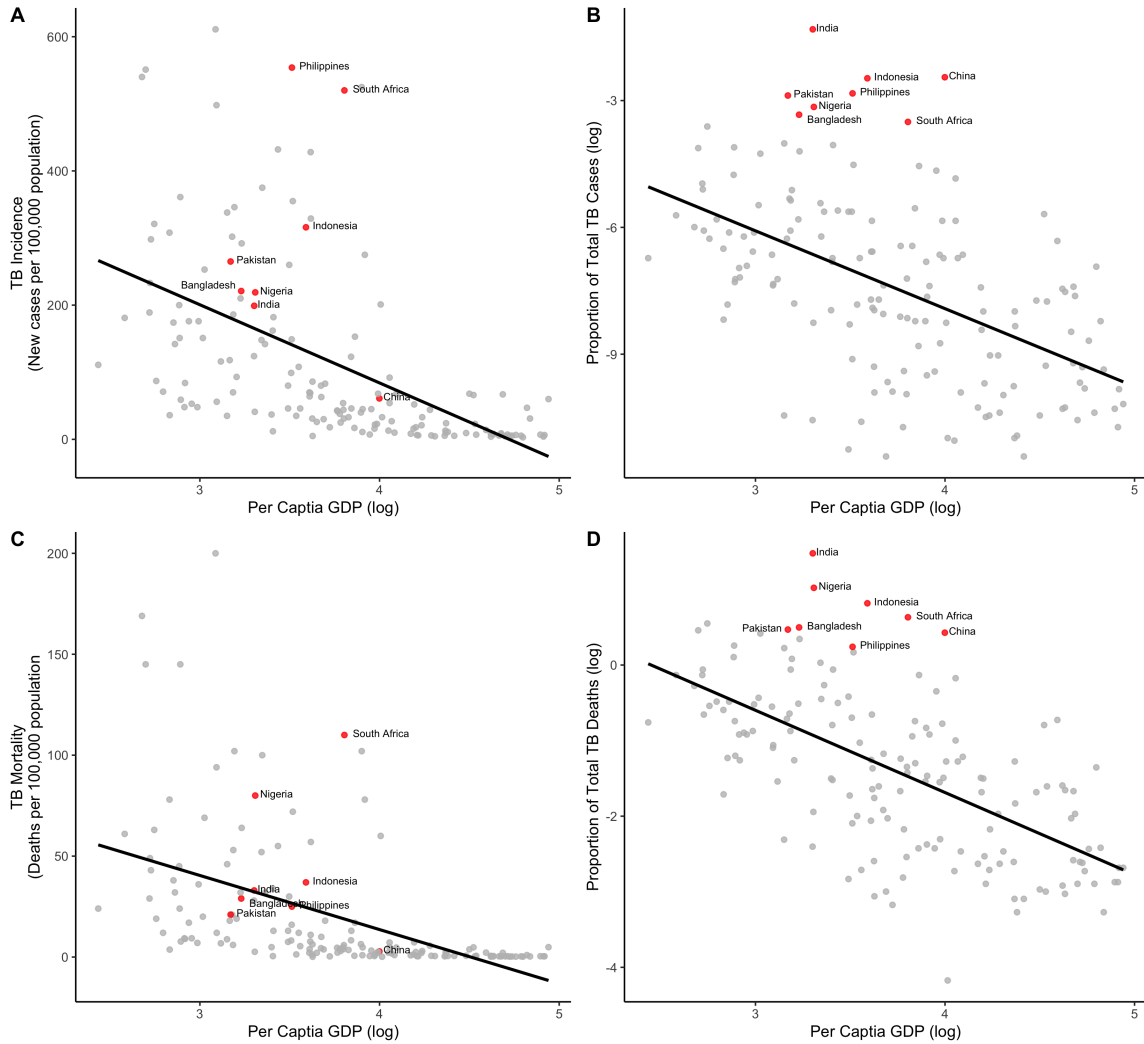 A
TB Incidence
(New cases per 100,000 population)
600
400
200
0
Philippines
South Africa
Indonesia
Pakistan
Bangladesh
Nigeria
India
China
3
4
5
Per Captia GDP (log)
B
Proportion of Total TB Cases (log)
-3
-6
-9
India
Indonesia
China
Pakistan
Philippines
Nigeria
Bangladesh
South Africa
3
4
5
Per Captia GDP (log)
C
TB Mortality
(Deaths per 100,000 population
200
150
100
50
0
South Africa
Nigeria
India
Indonesia
Bangladesh
Philippines
Pakistan
China
3
4
5
Per Captia GDP (log)
D
Proportion of Total TB Deaths (log)
0
-2
-4
India
Nigeria
Indonesia
South Africa
Pakistan
Bangladesh
China
Philippines
3
4
5
Per Captia GDP (log)